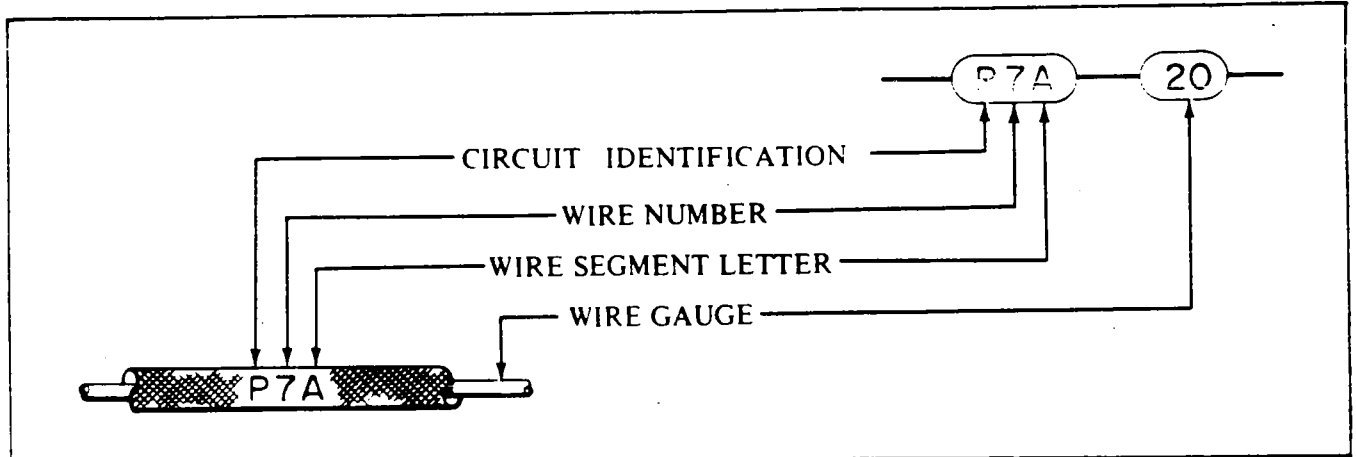 P7A 20
CIRCUIT IDENTIFICATION
WIRE NUMBER
WIRE SEGMENT LETTER
WIRE GAUGE
P7A